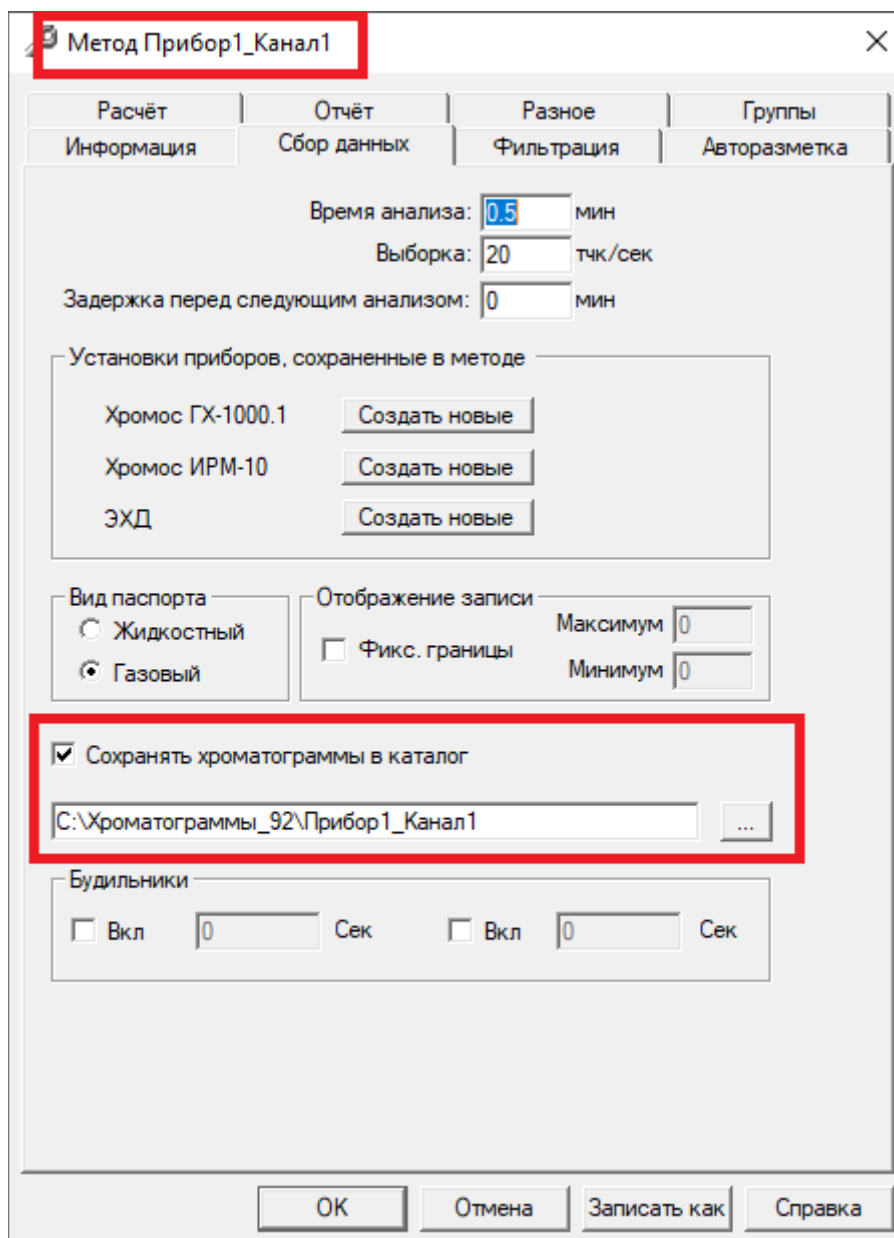 Метод Прибор1_Канал1
Расчёт Отчёт Разное Группы
Информация Сбор данных Фильтрация Авторазметка
Время анализа: 0.5 мин
Выборка: 20 тчк/сек
Задержка перед следующим анализом: 0 мин
Установки приборов, сохраненные в методе
Хромос ГХ-1000.1 Создать новые
Хромос ИРМ-10 Создать новые
ЭХД Создать новые
Вид паспорта
Жидкостный
Газовый
Отображение записи
Фикс. границы
Максимум 0
Минимум 0
Сохранять хроматограммы в каталог
C:\Хроматограммы_92\Прибор1_Канал1 ...
Будильники
Вкл 0 Сек Вкл 0 Сек
OK Отмена Записать как Справка